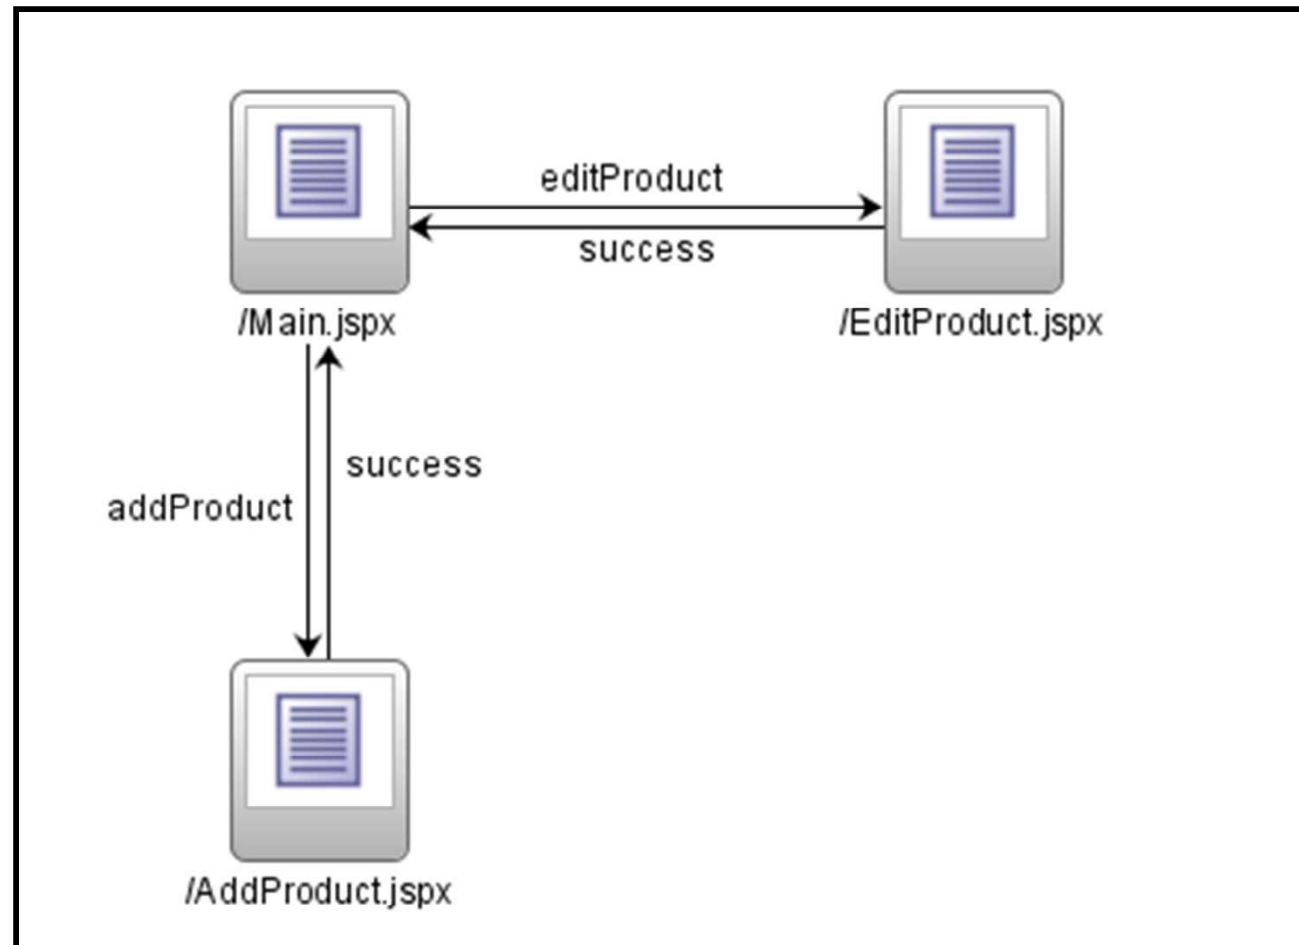 editProduct
success
/Main.jspx
/EditProduct.jspx
success
addProduct
/AddProduct.jspx